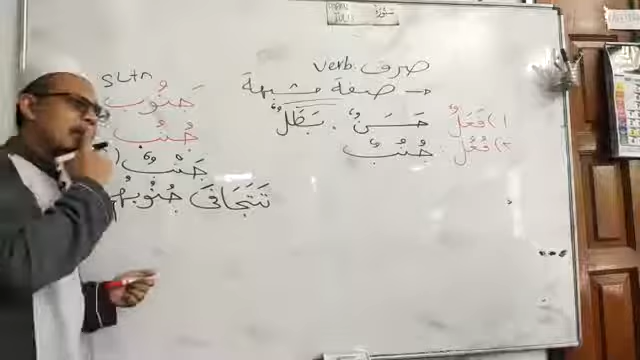 صرف: verb
← صفة مشبهة
١) فَعَلٌ حَسَنٌ ، بَطَلٌ
٢) فُعُلٌ : جُنُبٌ
جَنُوب
جُنُب
جَنْبٌ
تَتَجَافَى جُنُوبُهُم